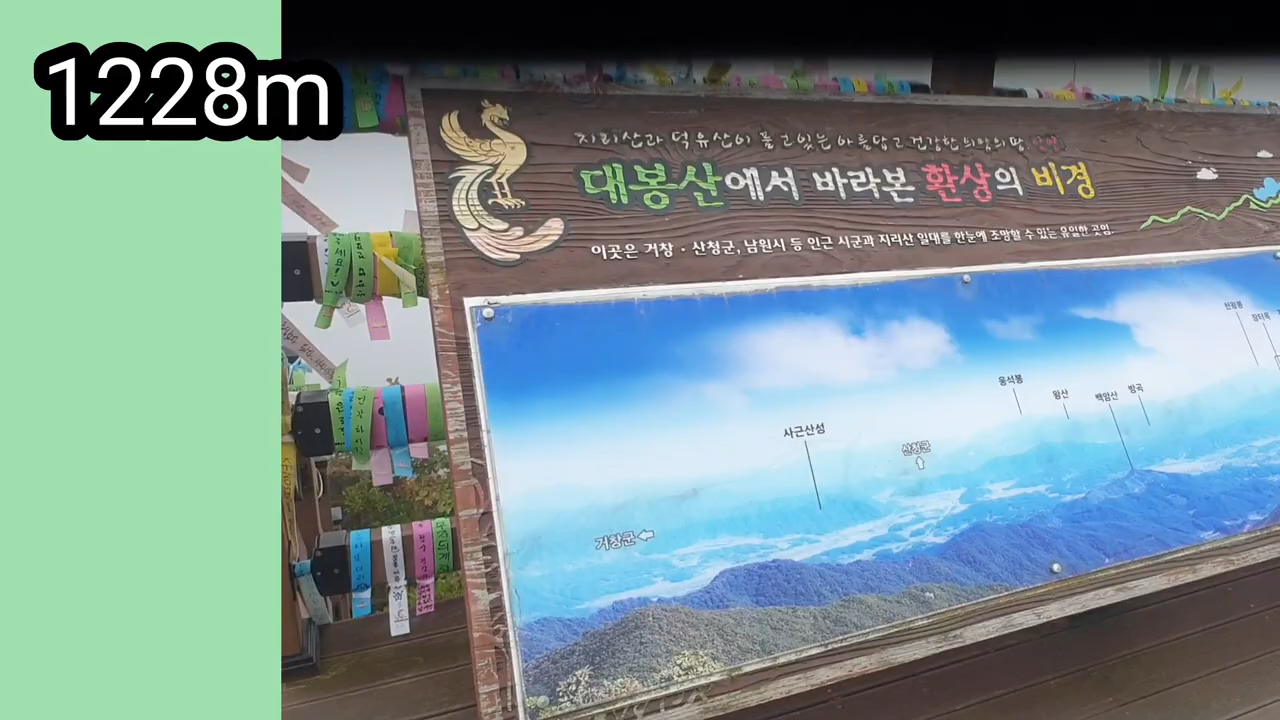 1228m
지리산과 덕유산이 품고있는 아름답고 건강한 희망의 땅,
대봉산에서 바라본 환상의 비경
이곳은 거창 · 산청군, 남원시 등 인근 시군과 지리산 일대를 한눈에 조망할 수 있는 유일한 곳임.
천왕봉
장터목
웅석봉
왕산
백암산
방곡
사근산성
산청군
거창군